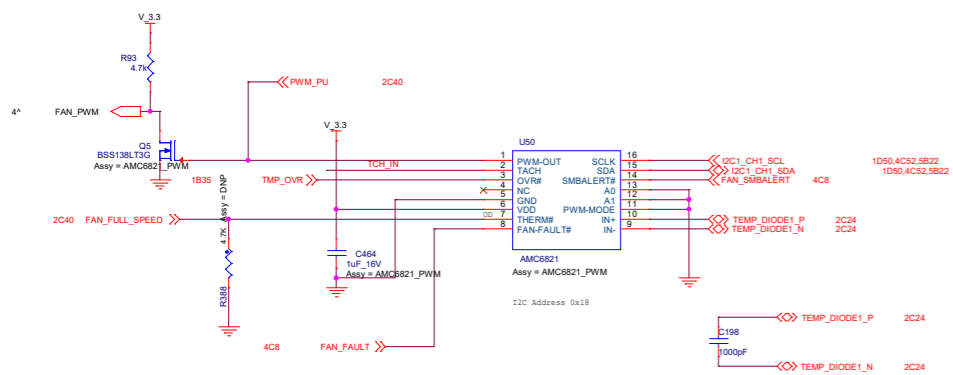 V_3.3
R93
4.7k
PWM_PU 2C40
4^ FAN_PWM
V_3.3
Q5
BSS138LT3G
Assy = AMC6821_PWM
U50
1 PWM-OUT SCLK 16 I2C1_CH1_SCL 1D50,4C52,5B22
TCH_IN 2 TACH SDA 15 I2C1_CH1_SDA 1D50,4C52,5B22
1B35 TMP_OVR 3 OVR# SMBALERT# 14 FAN_SMBALERT 4C8
4 NC A0 13
5 GND A1 12
6 VDD PWM-MODE 11
2C40 FAN_FULL_SPEED OD 7 THERM# IN+ 10 TEMP_DIODE1_P 2C24
8 FAN-FAULT# IN- 9 TEMP_DIODE1_N 2C24
4.7K Assy = DNP
R388
C464
1uF_16V
Assy = AMC6821_PWM
AMC6821
Assy = AMC6821_PWM
I2C Address 0x18
TEMP_DIODE1_P 2C24
C198
1000pF
4C8 FAN_FAULT
TEMP_DIODE1_N 2C24